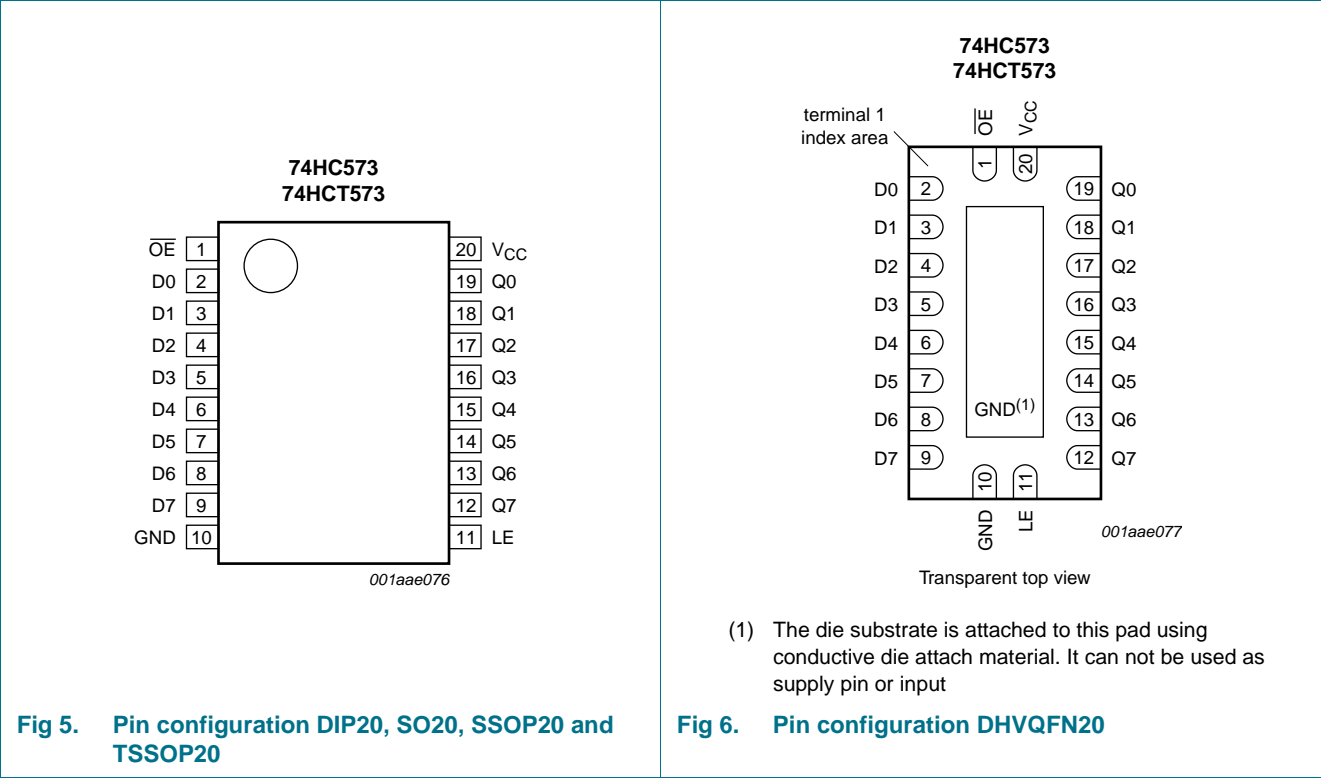 74HC573
74HCT573
OE 1
D0 2
D1 3
D2 4
D3 5
D4 6
D5 7
D6 8
D7 9
GND 10
20 VCC
19 Q0
18 Q1
17 Q2
16 Q3
15 Q4
14 Q5
13 Q6
12 Q7
11 LE
001aae076
Fig 5. Pin configuration DIP20, SO20, SSOP20 and
TSSOP20
74HC573
74HCT573
terminal 1
index area
OE
VCC
1
20
D0 2
D1 3
D2 4
D3 5
D4 6
D5 7
D6 8
D7 9
19 Q0
18 Q1
17 Q2
16 Q3
15 Q4
14 Q5
13 Q6
12 Q7
GND(1)
10
11
GND
LE
001aae077
Transparent top view
(1) The die substrate is attached to this pad using
conductive die attach material. It can not be used as
supply pin or input
Fig 6. Pin configuration DHVQFN20